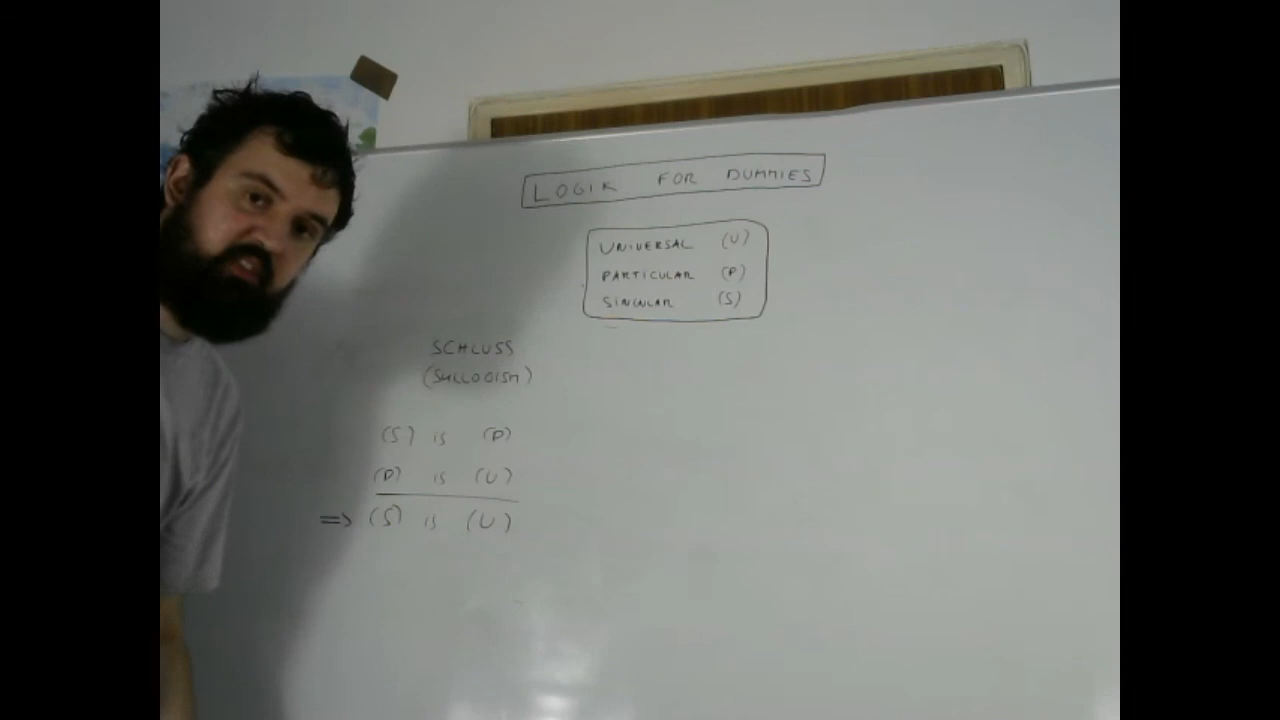 LOGIK FOR DUMMIES
UNIVERSAL (U)
PARTICULAR (P)
SINGULAR (S)
SCHLUSS
(SYLLOGISM)
(S) is (P)
(P) is (U)
=> (S) is (U)